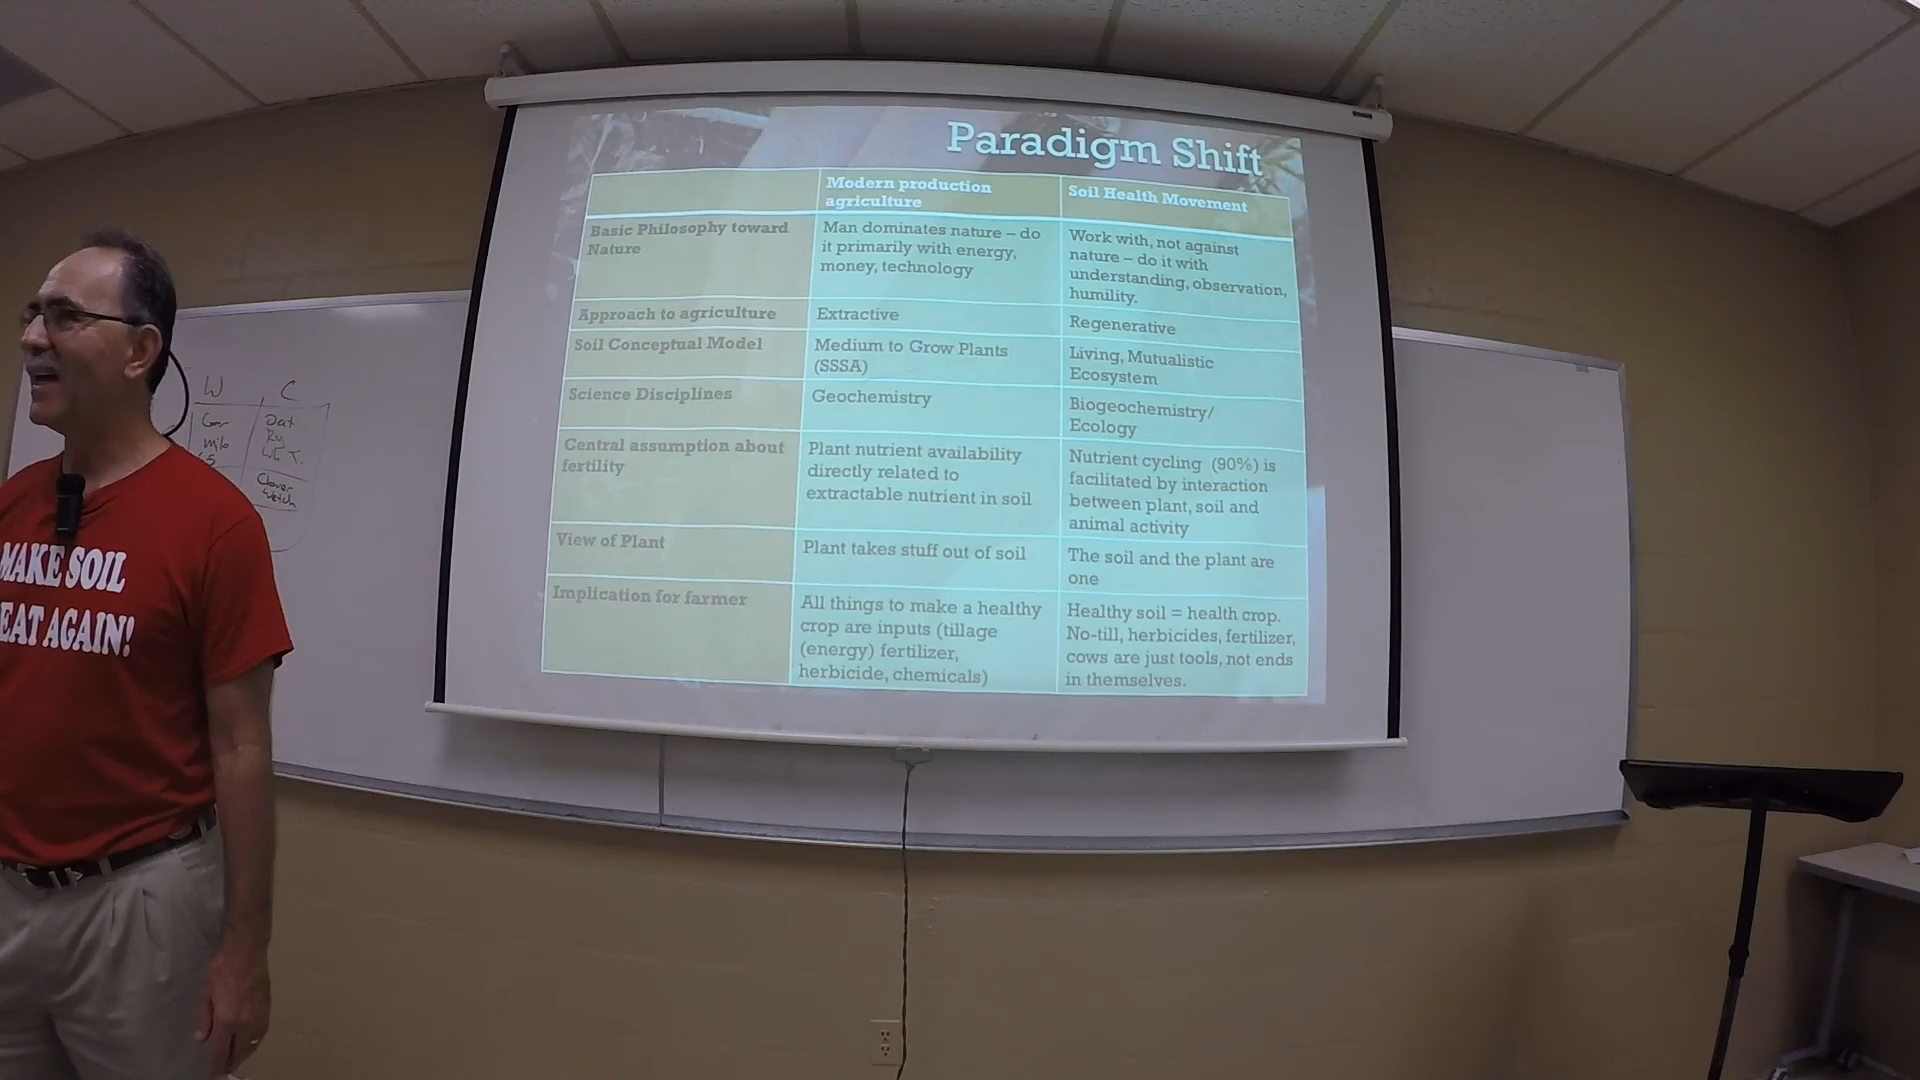 Paradigm Shift
Modern production
agriculture
Soil Health Movement
Basic Philosophy toward
Nature
Man dominates nature – do
it primarily with energy,
money, technology
Work with, not against
nature – do it with
understanding, observation,
humility.
Approach to agriculture
Extractive
Regenerative
Soil Conceptual Model
Medium to Grow Plants
(SSSA)
Living, Mutualistic
Ecosystem
Science Disciplines
Geochemistry
Biogeochemistry/
Ecology
Central assumption about
fertility
Plant nutrient availability
directly related to
extractable nutrient in soil
Nutrient cycling (90%) is
facilitated by interaction
between plant, soil and
animal activity
View of Plant
Plant takes stuff out of soil
The soil and the plant are
one
Implication for farmer
All things to make a healthy
crop are inputs (tillage
(energy) fertilizer,
herbicide, chemicals)
Healthy soil = health crop.
No-till, herbicides, fertilizer,
cows are just tools, not ends
in themselves.
W C
Oat
milo
Clover
Vetch
MAKE SOIL
EAT AGAIN!